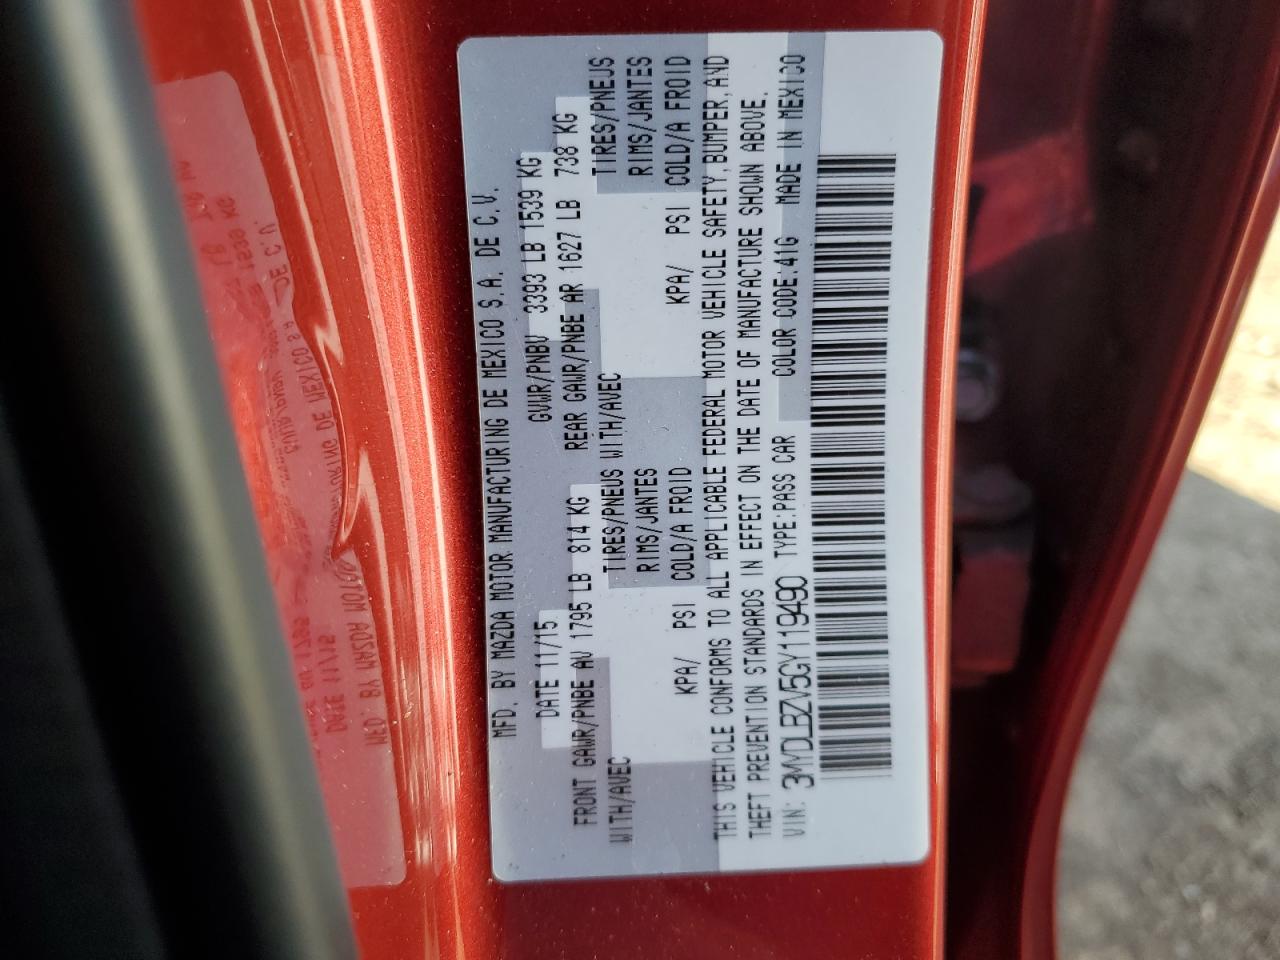 MFD. BY MAZDA MOTOR MANUFACTURING DE MEXICO S.A. DE C.V.
DATE 11/15 GVWR/PNBV 3393 LB 1539 KG
FRONT GAWR/PNBE AV 1795 LB 814 KG REAR GAWR/PNBE AR 1627 LB 738 KG
WITH/AVEC TIRES/PNEUS WITH/AVEC TIRES/PNEUS
RIMS/JANTES RIMS/JANTES
KPA/ PSI COLD/A FROID KPA/ PSI COLD/A FROID
THIS VEHICLE CONFORMS TO ALL APPLICABLE FEDERAL MOTOR VEHICLE SAFETY, BUMPER, AND
THEFT PREVENTION STANDARDS IN EFFECT ON THE DATE OF MANUFACTURE SHOWN ABOVE.
VIN: 3MYDLBZV5GY119490 TYPE:PASS CAR COLOR CODE:41G MADE IN MEXICO